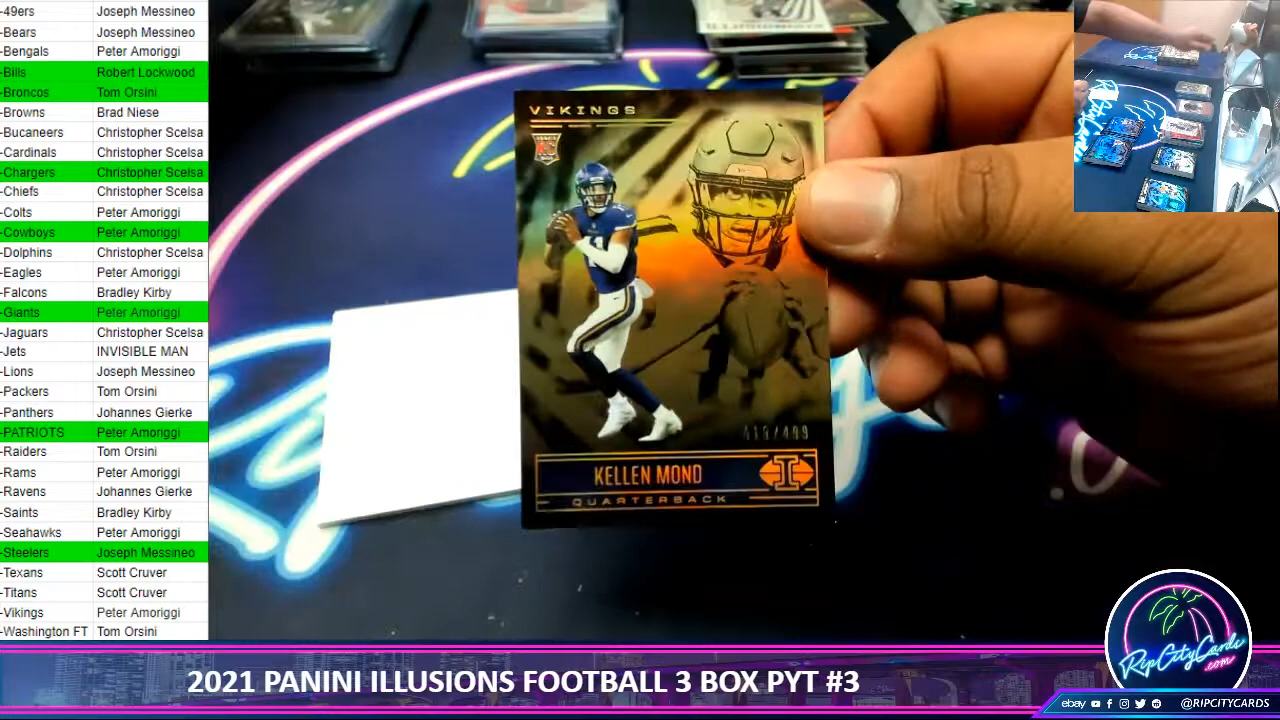 -49ers Joseph Messineo
-Bears Joseph Messineo
-Bengals Peter Amoriggi
-Bills Robert Lockwood
-Broncos Tom Orsini
-Browns Brad Niese
-Bucaneers Christopher Scelsa
-Cardinals Christopher Scelsa
-Chargers Christopher Scelsa
-Chiefs Christopher Scelsa
-Colts Peter Amoriggi
-Cowboys Peter Amoriggi
-Dolphins Christopher Scelsa
-Eagles Peter Amoriggi
-Falcons Bradley Kirby
-Giants Peter Amoriggi
-Jaguars Christopher Scelsa
-Jets INVISIBLE MAN
-Lions Joseph Messineo
-Packers Tom Orsini
-Panthers Johannes Gierke
-PATRIOTS Peter Amoriggi
-Raiders Tom Orsini
-Rams Peter Amoriggi
-Ravens Johannes Gierke
-Saints Bradley Kirby
-Seahawks Peter Amoriggi
-Steelers Joseph Messineo
-Texans Scott Cruver
-Titans Scott Cruver
-Vikings Peter Amoriggi
-Washington FT Tom Orsini
VIKINGS
KELLEN MOND
QUARTERBACK
RipCityCards
.com
2021 PANINI ILLUSIONS FOOTBALL 3 BOX PYT #3
ebay @RIPCITYCARDS